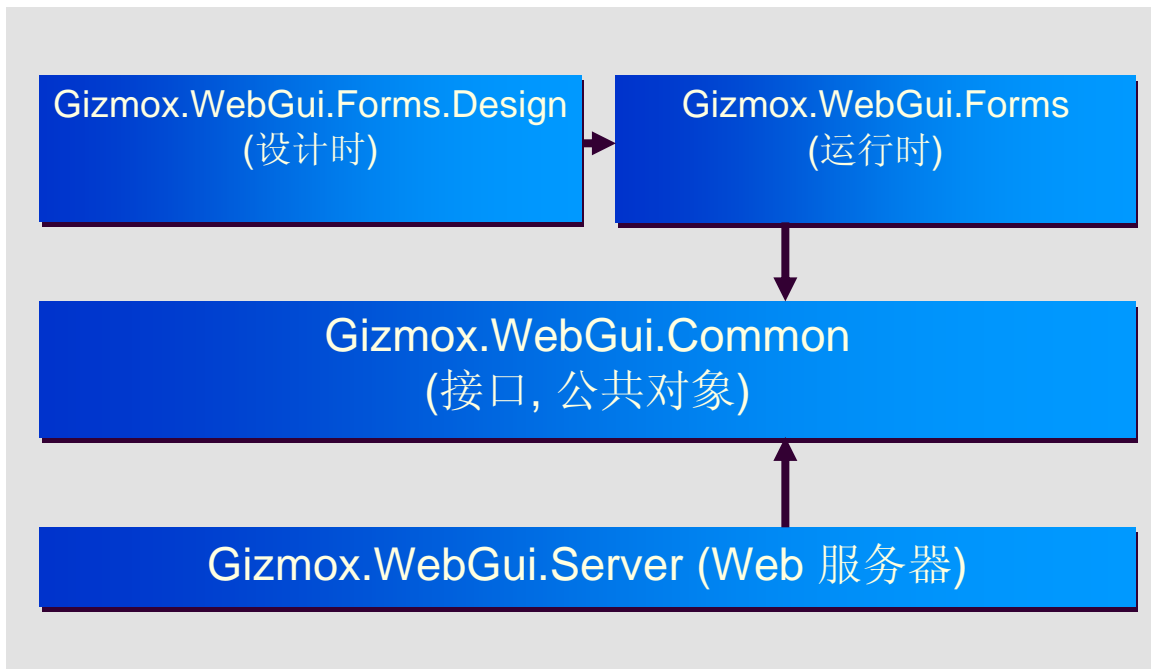 Gizmox.WebGui.Forms.Design
(设计时)
Gizmox.WebGui.Forms
(运行时)
Gizmox.WebGui.Common
(接口, 公共对象)
Gizmox.WebGui.Server (Web 服务器)